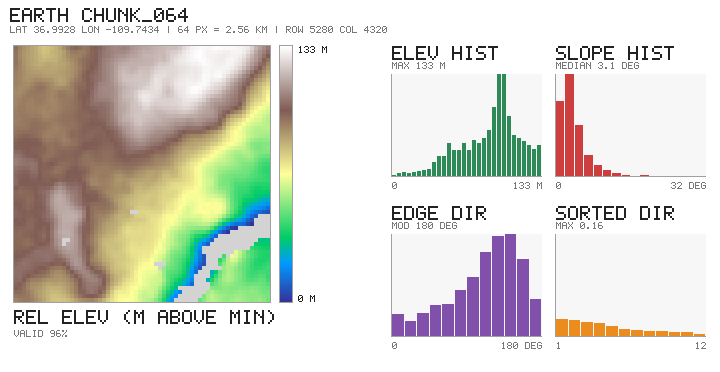 EARTH CHUNK_064
LAT 36.9928 LON -109.7434 | 64 PX = 2.56 KM | ROW 5280 COL 4320
133 M
0 M
REL ELEV (M ABOVE MIN)
VALID 96%
ELEV HIST
MAX 133 M
0
133 M
SLOPE HIST
MEDIAN 3.1 DEG
0
32 DEG
EDGE DIR
MOD 180 DEG
0
180 DEG
SORTED DIR
MAX 0.16
1
12